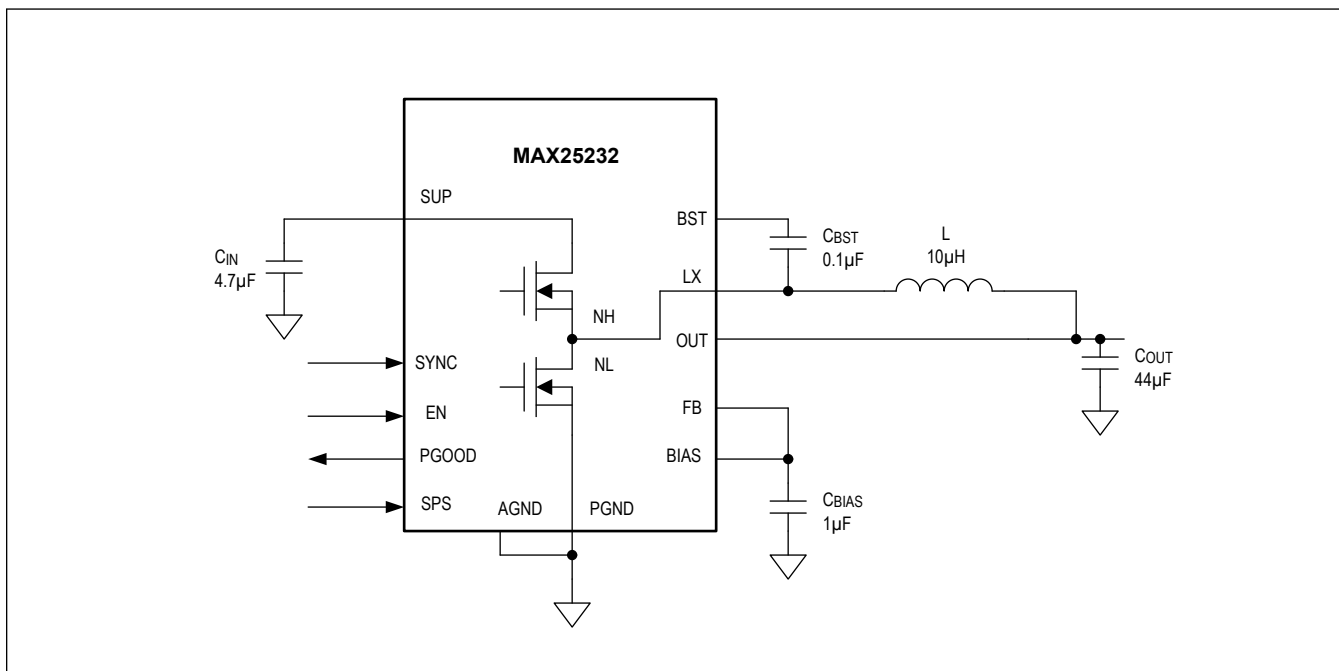 MAX25232
SUP
CIN
4.7µF
BST
CBST
0.1µF
L
10µH
LX
NH
OUT
NL
SYNC
COUT
44µF
EN
FB
PGOOD
BIAS
SPS
AGND
PGND
CBIAS
1µF